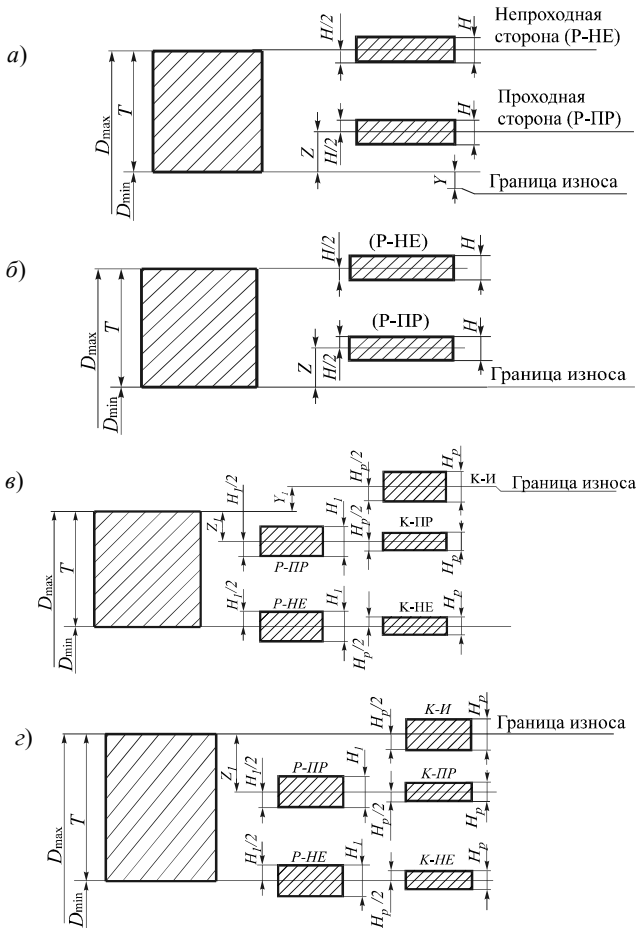 а)
H/2
H
Непроходная
сторона (Р-НЕ)
Dmax
T
Dmin
Z
H/2
H
Проходная
сторона (Р-ПР)
Y
Граница износа
б)
H/2
(Р-НЕ)
H
Dmax
T
Dmin
Z
H/2
(Р-ПР)
H
Граница износа
в)
Hp/2
Hp
К-И
Граница износа
H1/2
Y1
Z1
H1
Р-ПР
Hp/2
К-ПР
Hp
Dmax
T
Dmin
H1/2
Р-НЕ
H1
Hp/2
К-НЕ
Hp
г)
Hp/2
К-И
Hp
Граница износа
Z1
H1/2
Р-ПР
H1
Hp/2
К-ПР
Hp
Dmax
T
Dmin
H1/2
Р-НЕ
H1
Hp/2
К-НЕ
Hp